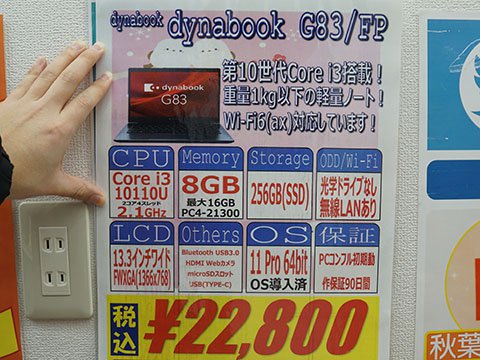 dynabook dynabook G83/FP
dynabook
G83
第10世代Core i3搭載！
重量1kg以下の軽量ノート！
Wi-Fi6(ax)対応しています！
CPU
Core i3
10110U
2コア4スレッド
2.1GHz
Memory
8GB
最大16GB
PC4-21300
Storage
256GB(SSD)
ODD/Wi-Fi
光学ドライブなし
無線LANあり
LCD
13.3インチワイド
FWXGA(1366x768)
Others
Bluetooth USB3.0
HDMI Webカメラ
microSDスロット
USB(TYPE-C)
OS
11 Pro 64bit
OS導入済
保証
PCコンフル初期動
作保証90日間
税込
¥22,800
秋葉